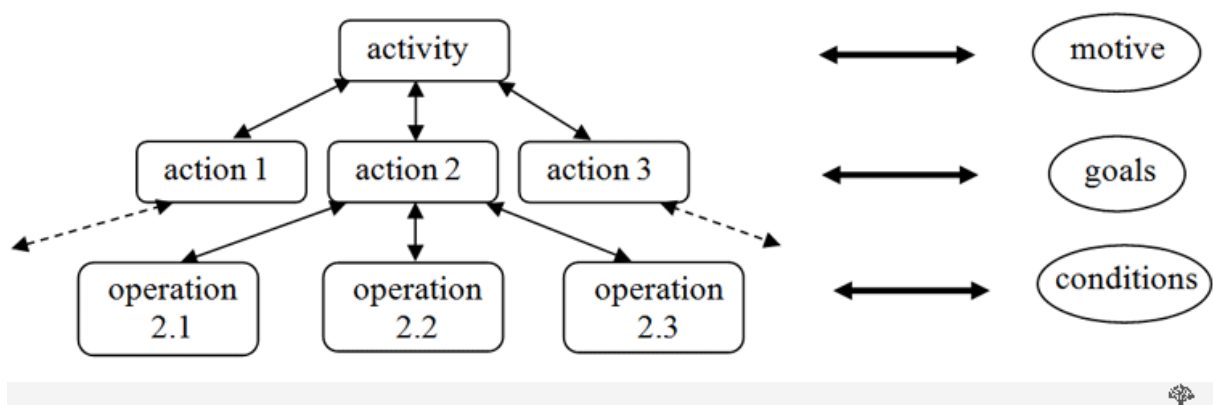 activity
motive
action 1
action 2
action 3
goals
operation
2.1
operation
2.2
operation
2.3
conditions